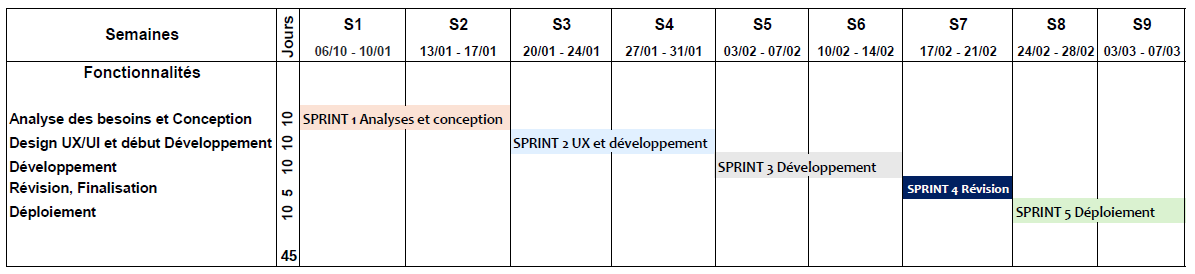 Semaines Jours S1 S2 S3 S4 S5 S6 S7 S8 S9
06/10 - 10/01 13/01 - 17/01 20/01 - 24/01 27/01 - 31/01 03/02 - 07/02 10/02 - 14/02 17/02 - 21/02 24/02 - 28/02 03/03 - 07/03
Fonctionnalités
Analyse des besoins et Conception 10 SPRINT 1 Analyses et conception
Design UX/UI et début Développement 10 SPRINT 2 UX et développement
Développement 10 SPRINT 3 Développement
Révision, Finalisation 5 SPRINT 4 Révision
Déploiement 10 SPRINT 5 Déploiement
45